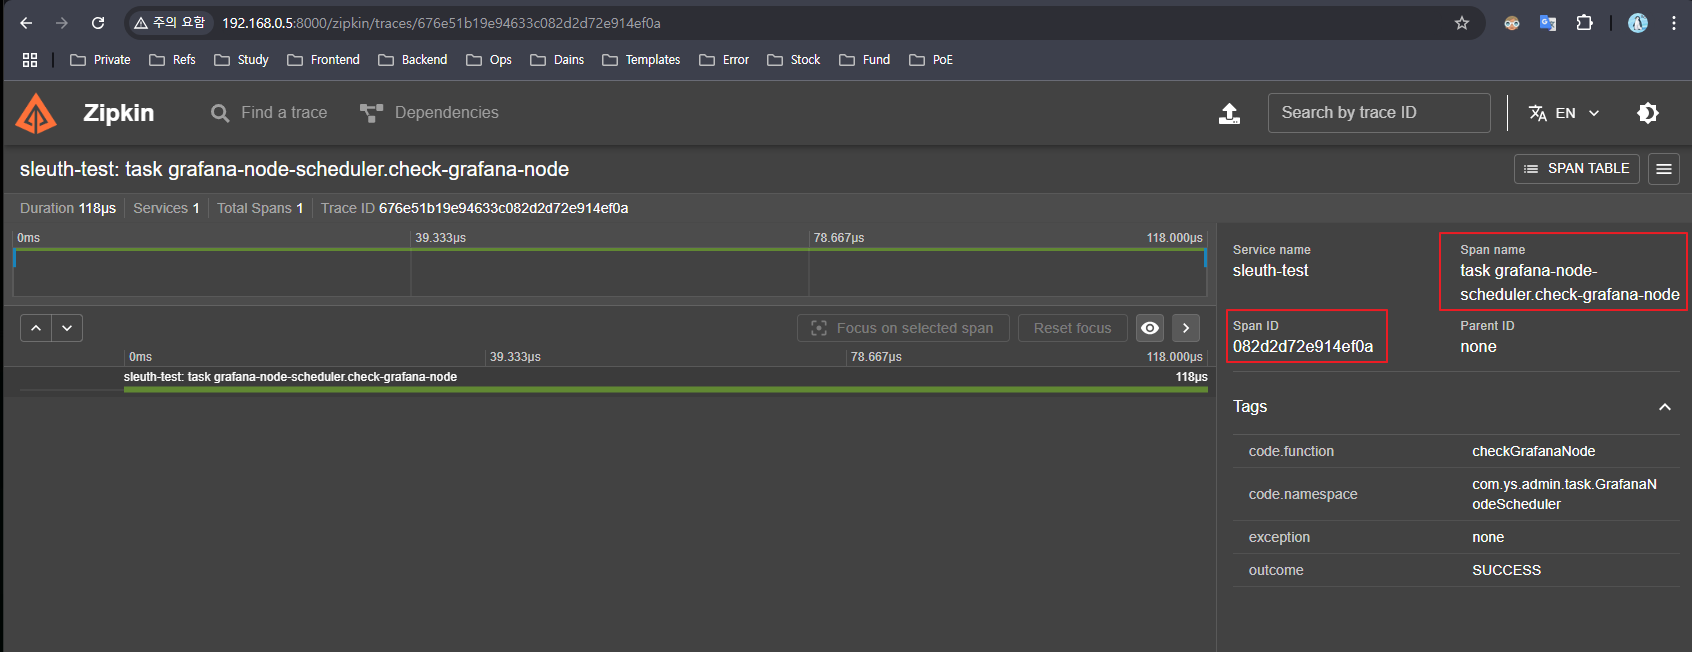 주의 요함 192.168.0.5:8000/zipkin/traces/676e51b19e94633c082d2d72e914ef0a
Private Refs Study Frontend Backend Ops Dains Templates Error Stock Fund PoE
Zipkin Find a trace Dependencies Search by trace ID EN
sleuth-test: task grafana-node-scheduler.check-grafana-node SPAN TABLE
Duration 118μs Services 1 Total Spans 1 Trace ID 676e51b19e94633c082d2d72e914ef0a
0ms 39.333μs 78.667μs 118.000μs
Focus on selected span Reset focus
0ms 39.333μs 78.667μs 118.000μs
sleuth-test: task grafana-node-scheduler.check-grafana-node 118μs
Service name
sleuth-test
Span name
task grafana-node-
scheduler.check-grafana-node
Span ID
082d2d72e914ef0a
Parent ID
none
Tags
code.function checkGrafanaNode
code.namespace com.ys.admin.task.GrafanaN
odeScheduler
exception none
outcome SUCCESS